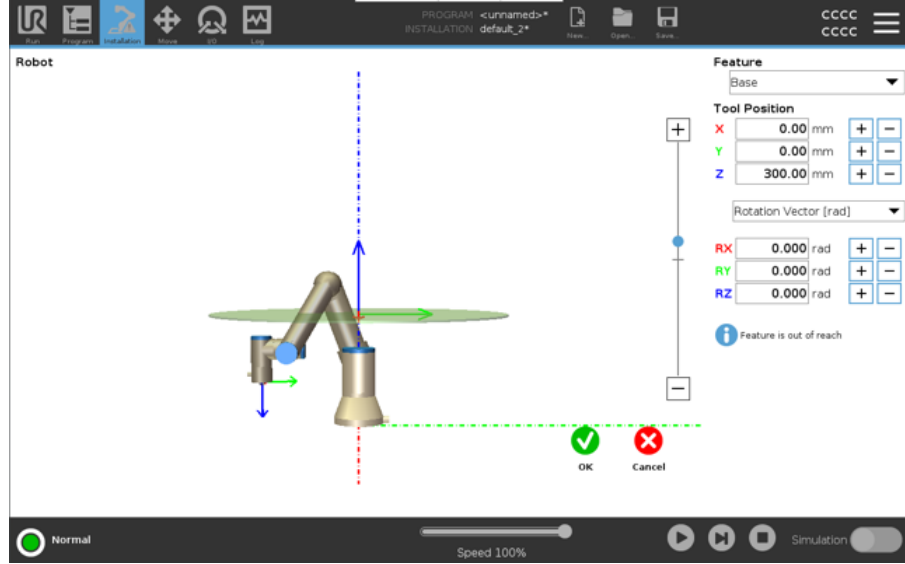 UR
Run
Program
Installation
Move
I/O
Log
PROGRAM <unnamed>*
INSTALLATION default_2*
New...
Open...
Save...
cccc
cccc
Robot
Feature
Base
Tool Position
X 0.00 mm + −
Y 0.00 mm + −
Z 300.00 mm + −
Rotation Vector [rad]
RX 0.000 rad + −
RY 0.000 rad + −
RZ 0.000 rad + −
i Feature is out of reach
+
−
OK
Cancel
Normal
Speed 100%
Simulation